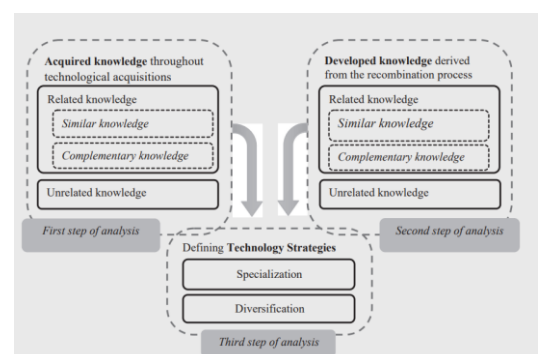 Acquired knowledge throughout
technological acquisitions
Related knowledge
Similar knowledge
Complementary knowledge
Unrelated knowledge
First step of analysis
Developed knowledge derived
from the recombination process
Related knowledge
Similar knowledge
Complementary knowledge
Unrelated knowledge
Second step of analysis
Defining Technology Strategies
Specialization
Diversification
Third step of analysis